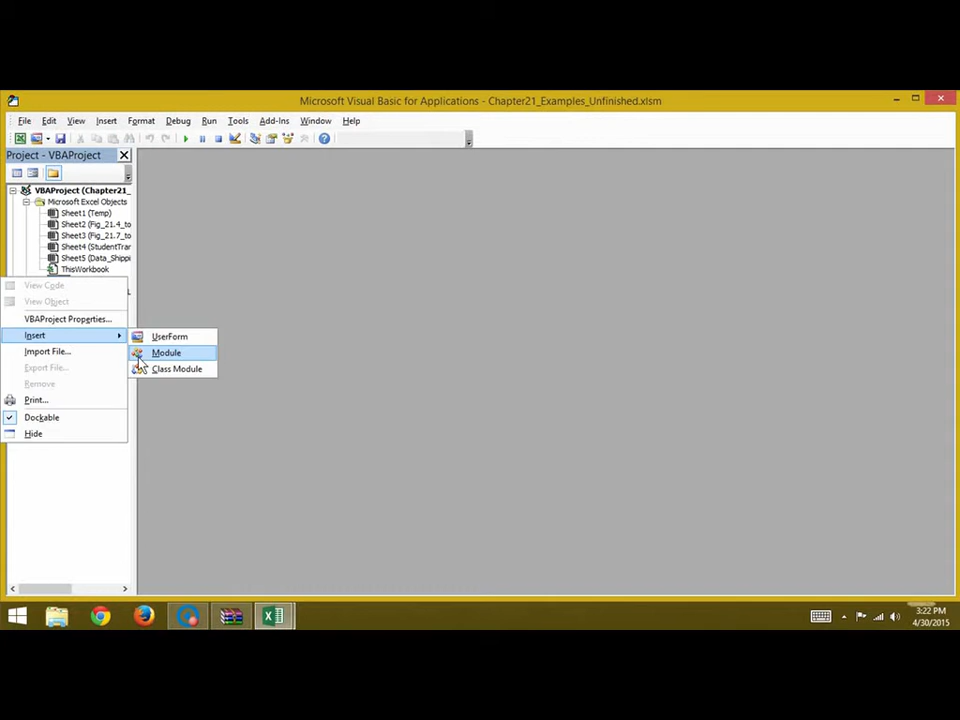 Microsoft Visual Basic for Applications - Chapter21_Examples_Unfinished.xlsm
File Edit View Insert Format Debug Run Tools Add-Ins Window Help
Project - VBAProject
VBAProject (Chapter21_
Microsoft Excel Objects
Sheet1 (Temp)
Sheet2 (Fig_21.4_to
Sheet3 (Fig_21.7_to
Sheet4 (StudentTrar
Sheet5 (Data_Shippi
ThisWorkbook
View Code
View Object
VBAProject Properties...
Insert
UserForm
Import File...
Module
Export File...
Class Module
Remove
Print...
Dockable
Hide
3:22 PM
4/30/2015